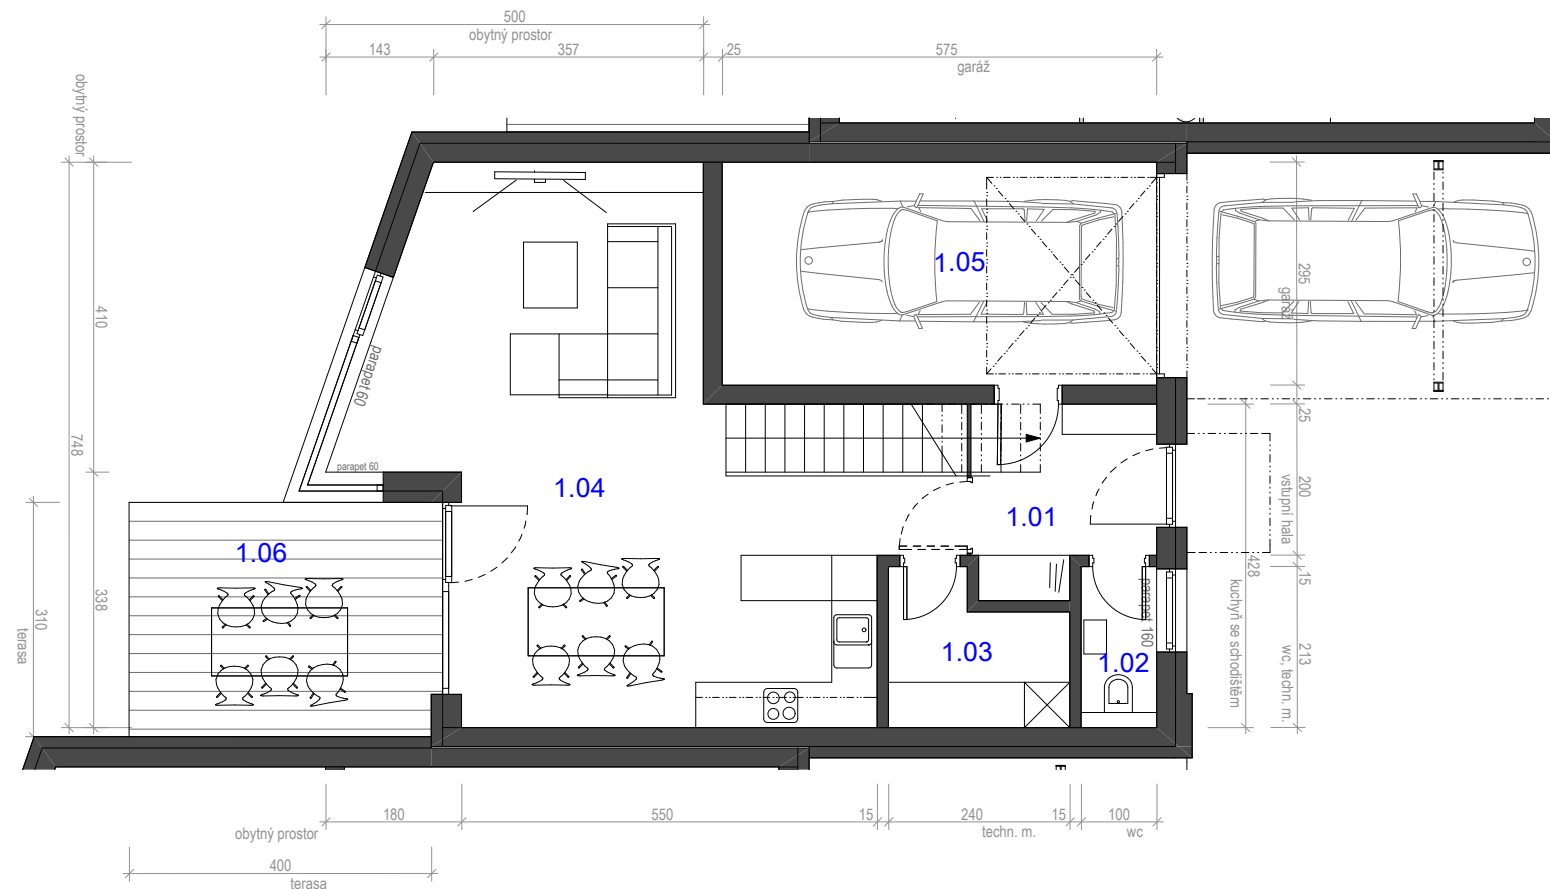 500
obytný prostor
143
357
25
575
garáž
obytný prostor
410
748
338
310
terasa
parapet 60
parapet 60
1.04
1.05
1.01
1.06
1.03
1.02
parapet 160
295
garáž
25
200
vstupní hala
428
kuchyň se schodištěm
15
213
wc, techn. m.
180
obytný prostor
550
15
240
techn. m.
15
100
wc
400
terasa